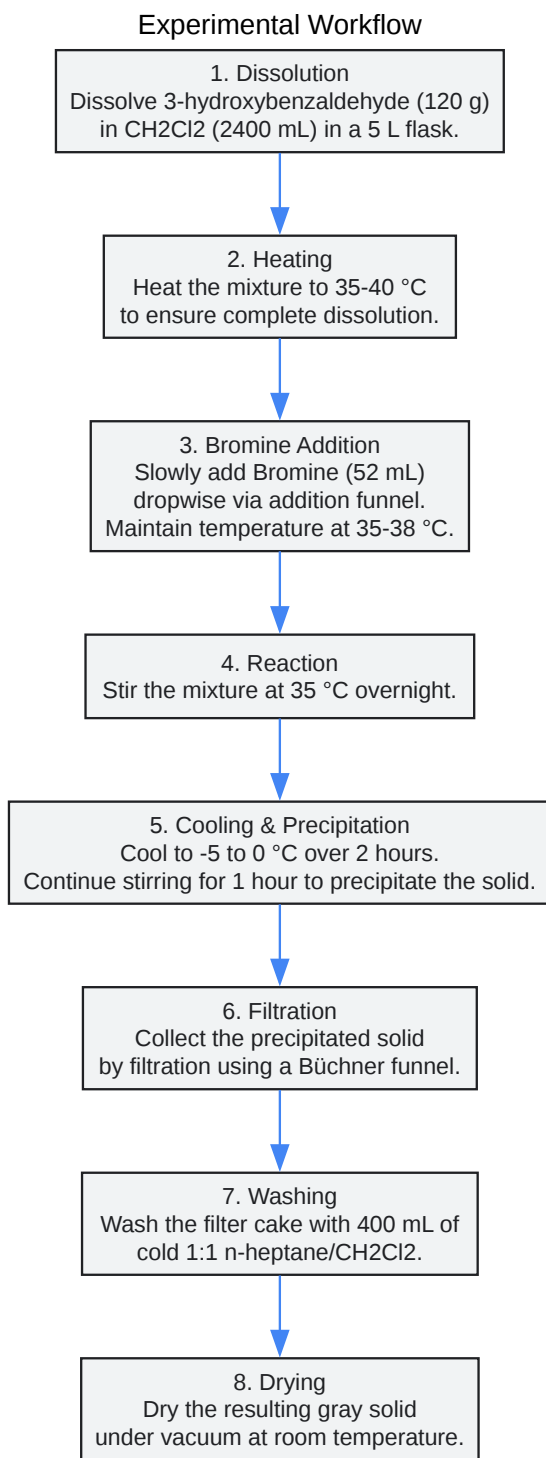 Experimental Workflow
1. Dissolution
Dissolve 3-hydroxybenzaldehyde (120 g)
in CH2Cl2 (2400 mL) in a 5 L flask.
2. Heating
Heat the mixture to 35-40 °C
to ensure complete dissolution.
3. Bromine Addition
Slowly add Bromine (52 mL)
dropwise via addition funnel.
Maintain temperature at 35-38 °C.
4. Reaction
Stir the mixture at 35 °C overnight.
5. Cooling & Precipitation
Cool to -5 to 0 °C over 2 hours.
Continue stirring for 1 hour to precipitate the solid.
6. Filtration
Collect the precipitated solid
by filtration using a Büchner funnel.
7. Washing
Wash the filter cake with 400 mL of
cold 1:1 n-heptane/CH2Cl2.
8. Drying
Dry the resulting gray solid
under vacuum at room temperature.